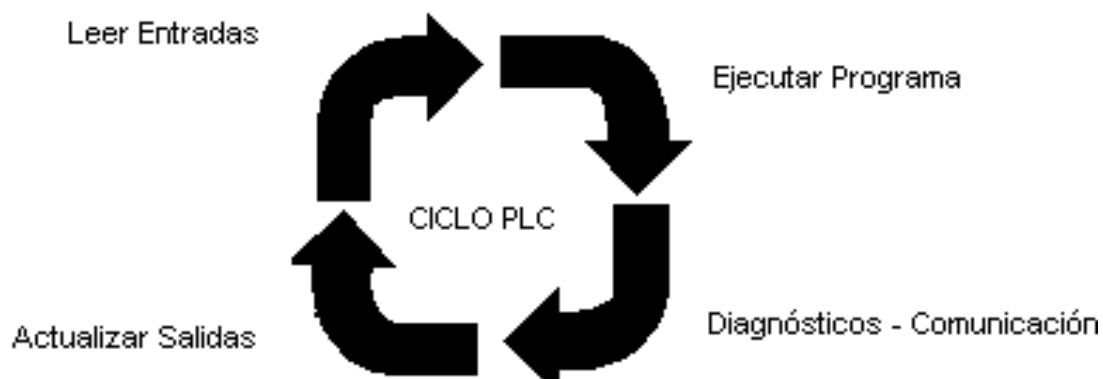 Leer Entradas
Ejecutar Programa
CICLO PLC
Actualizar Salidas
Diagnósticos - Comunicación